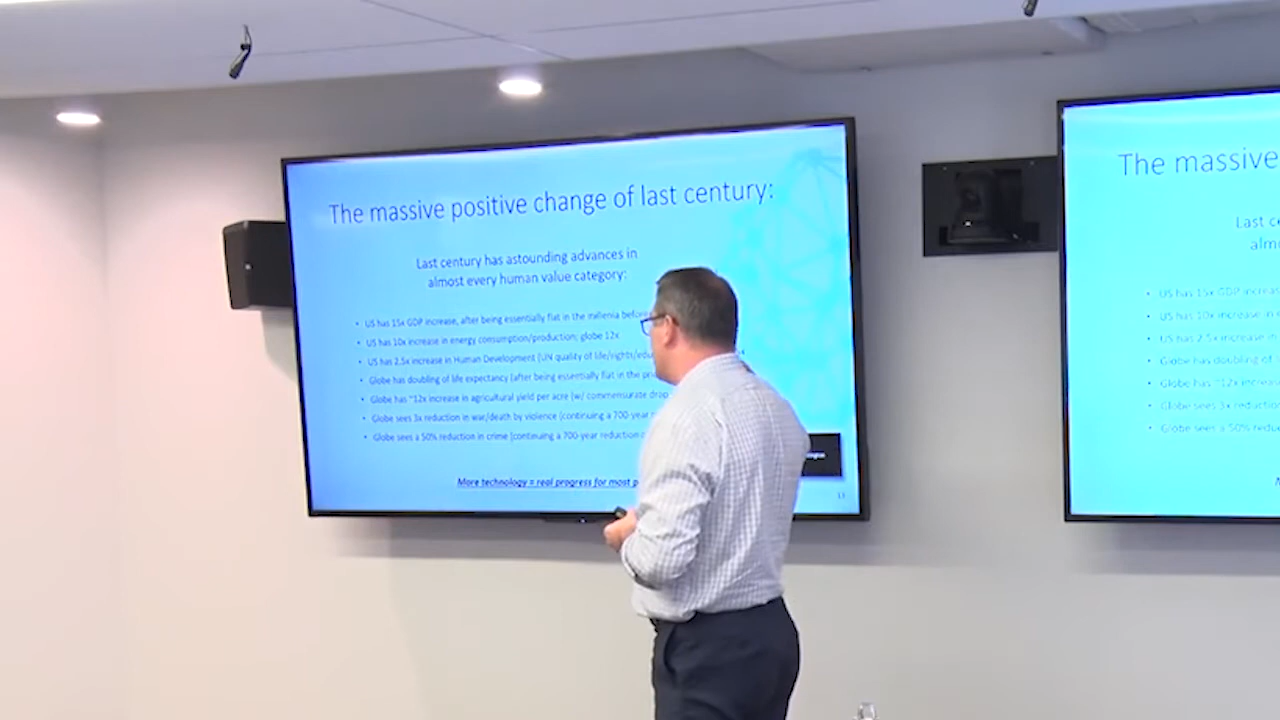 The massive positive change of last century:
Last century has astounding advances in
almost every human value category:
• US has 15x GDP increase, after being essentially flat in the millenia before
• US has 10x increase in energy consumption/production; globe 12x
• US has 2.5x increase in Human Development (UN quality of life/rights/edu
• Globe has doubling of life expectancy (after being essentially flat in the
• Globe has ~12x increase in agricultural yield per acre (w/ commensurate drop
• Globe sees 3x reduction in war/death by violence (continuing a 700-year
• Globe sees a 50% reduction in crime (continuing a 700-year reduction
More technology = real progress for most
13
The massive
Last
• US has 15x GDP increas
• US has 10x increase in
• US has 2.5x increase in
• Globe has doubling of
• Globe has ~12x increas
• Globe sees 3x reduction
• Globe sees a 50% redu